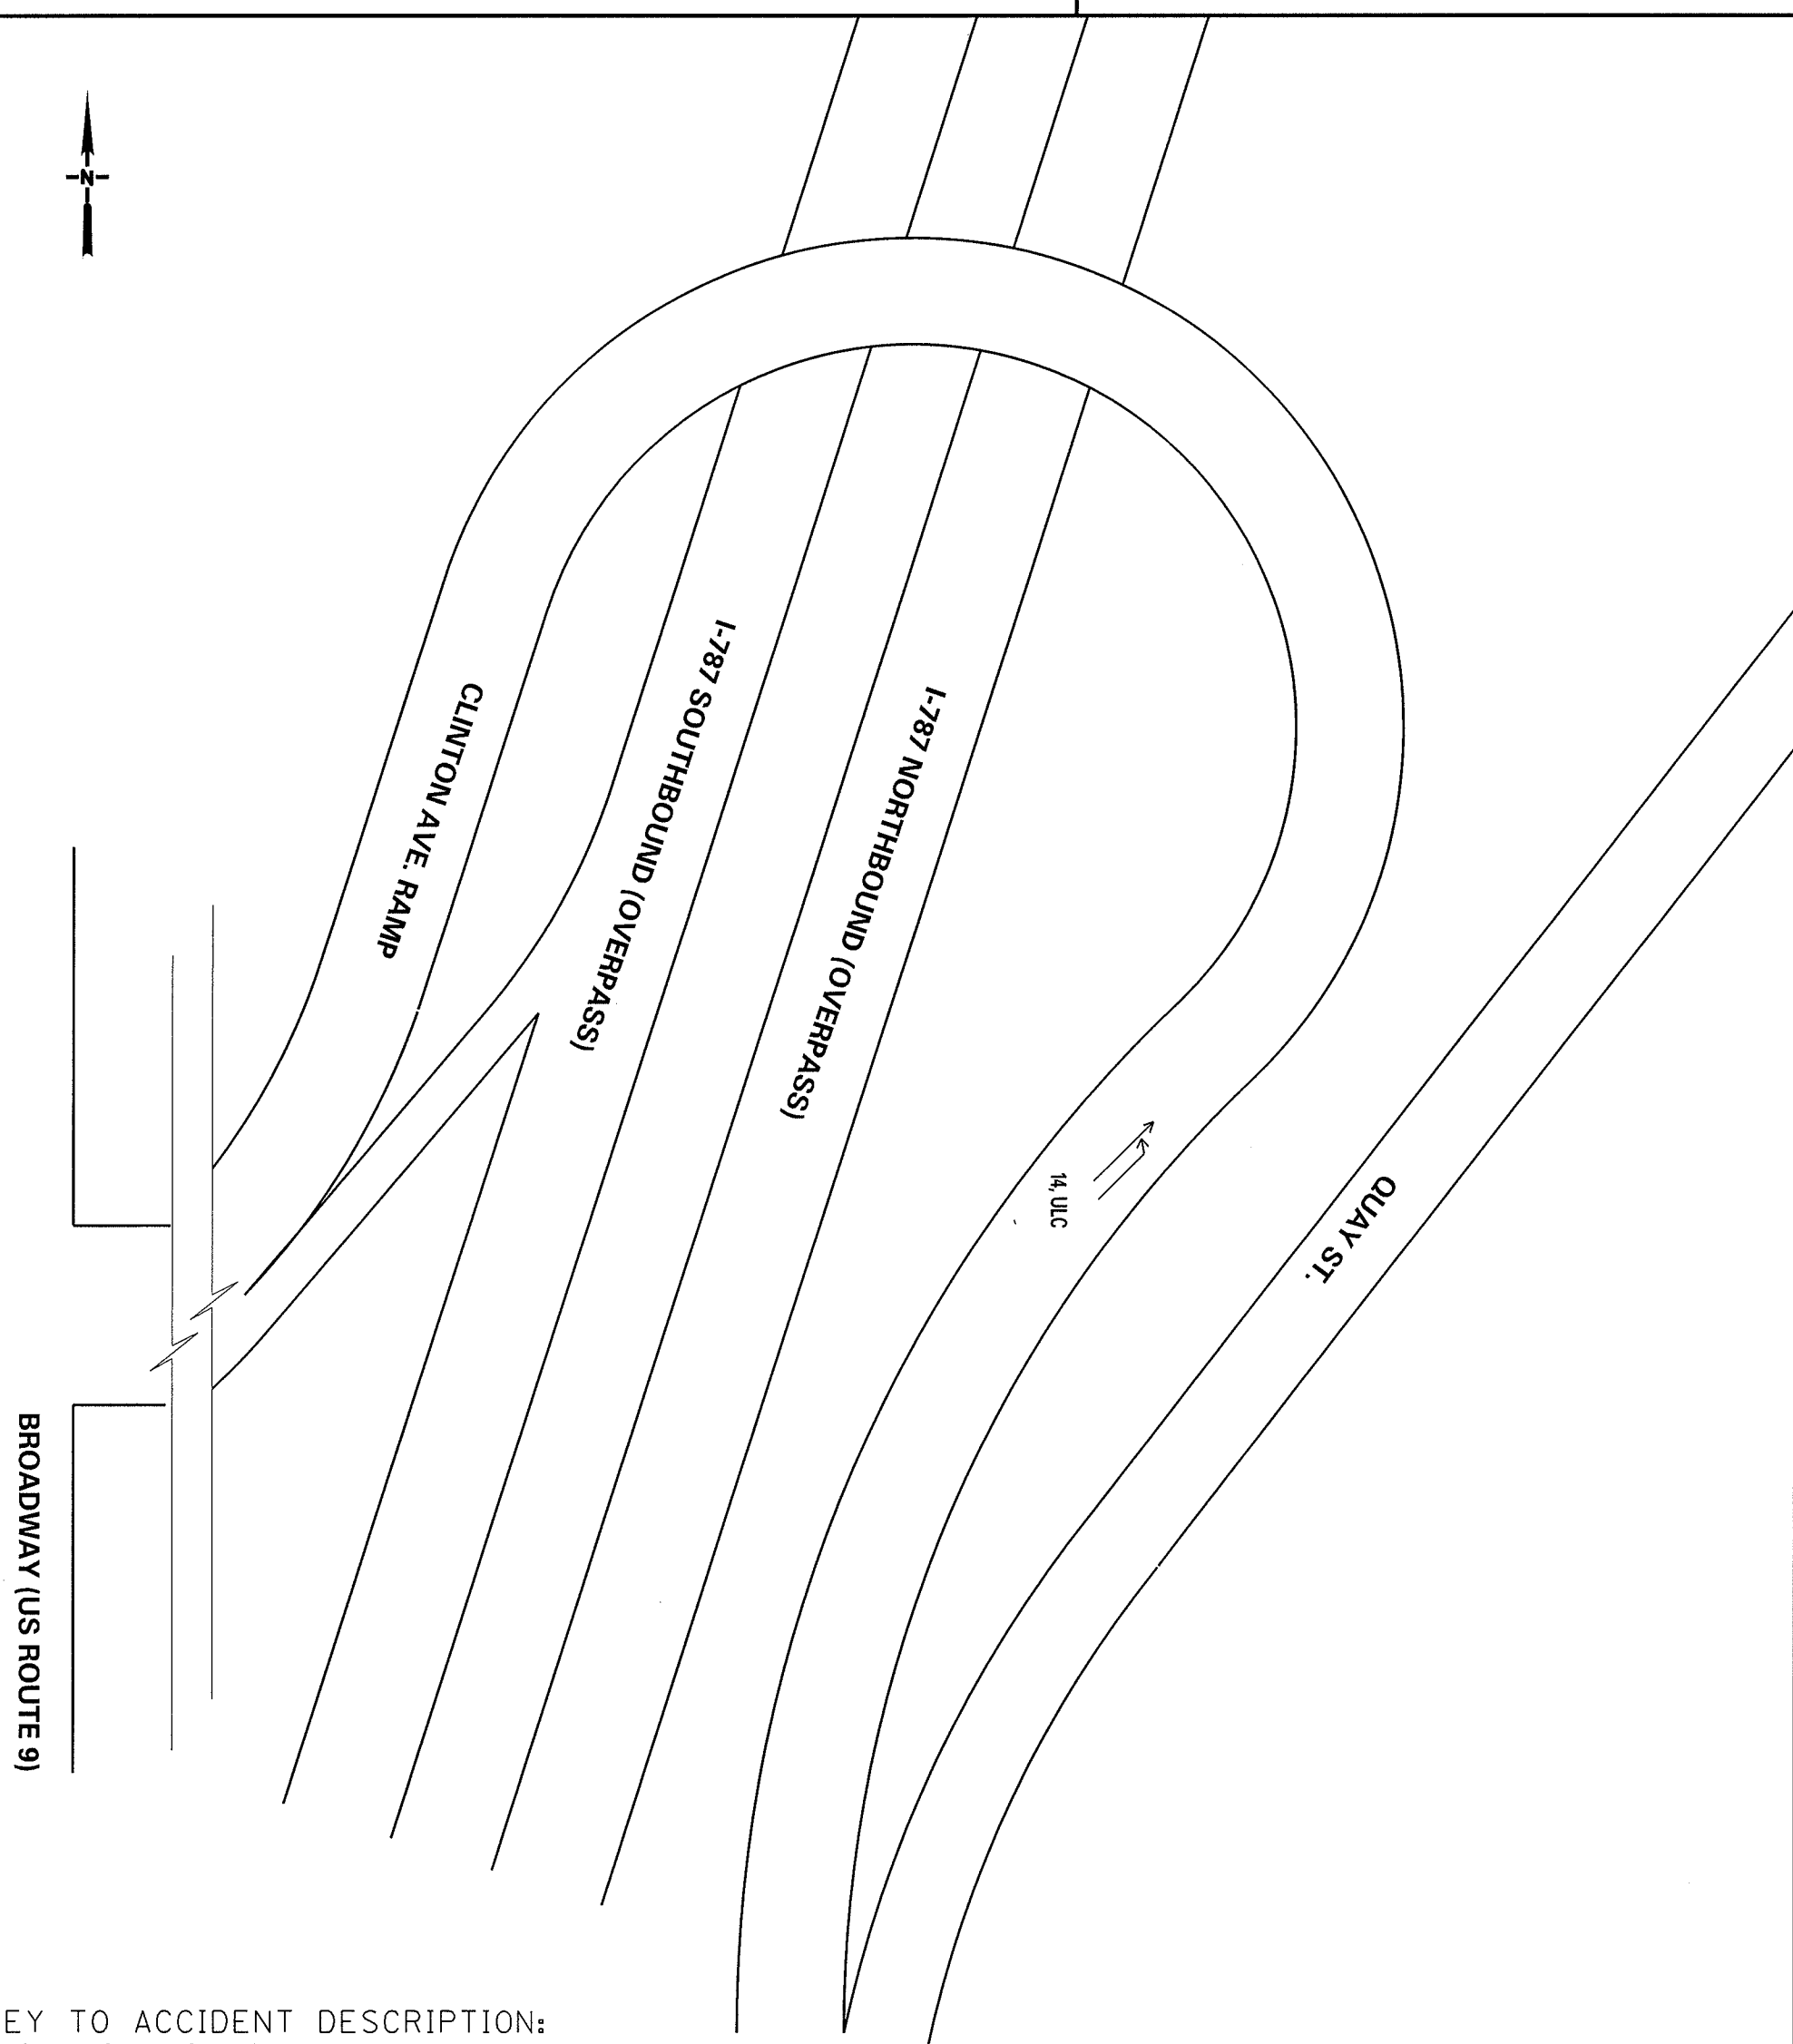 N
I-787 SOUTHBOUND (OVERPASS)
I-787 NORTHBOUND (OVERPASS)
CLINTON AVE. RAMP
14, ULC
QUAY ST.
BROADWAY (US ROUTE 9)
EY TO ACCIDENT DESCRIPTION: